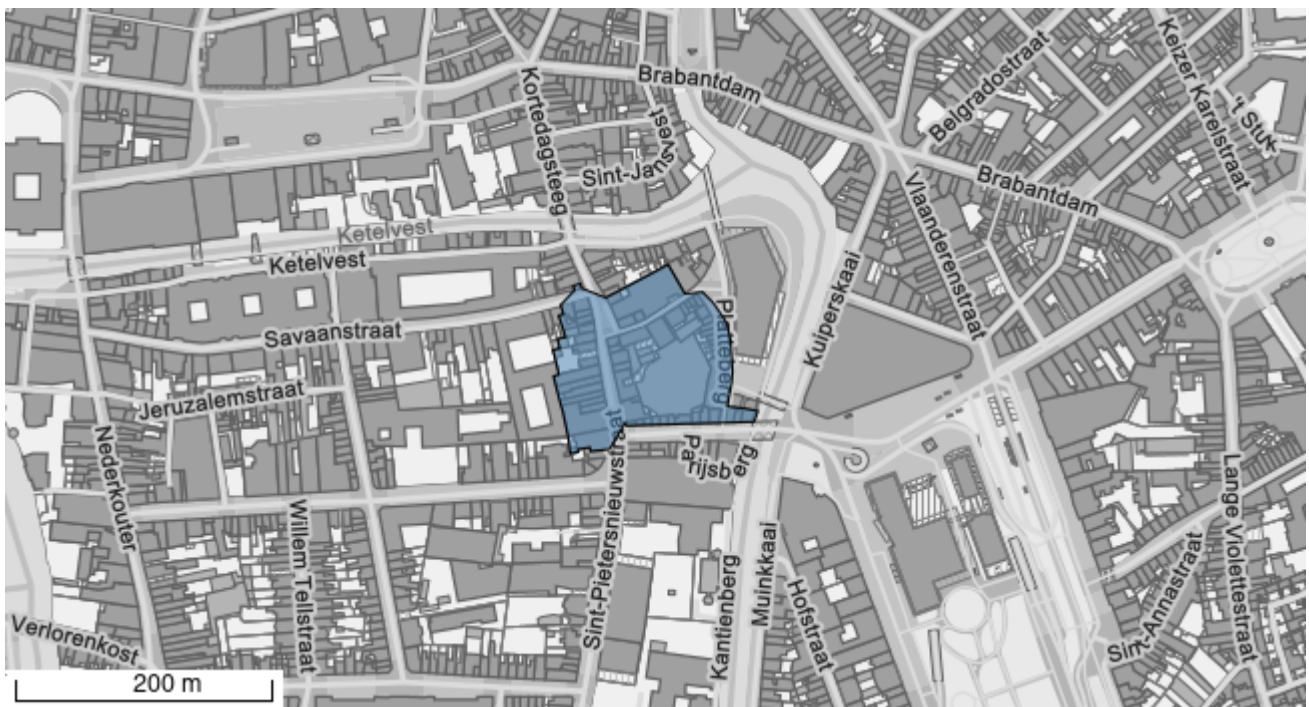 Kortedagsteeg
Brabantdam
Sint-Jansvest
Belgradostraat
Keizer Karelstraat
't Stuk
Brabantdam
Vlaanderenstraat
Ketelvest
Ketelvest
Savaanstraat
Kuiperskaai
Platteberg
Jeruzalemstraat
Nederkouter
Parijsberg
Willem Tellstraat
Sint-Pietersnieuwstraat
Kantienberg
Muinkkaai
Hofstraat
Sint-Annastraat
Lange Violettestraat
Verlorenkost
200 m